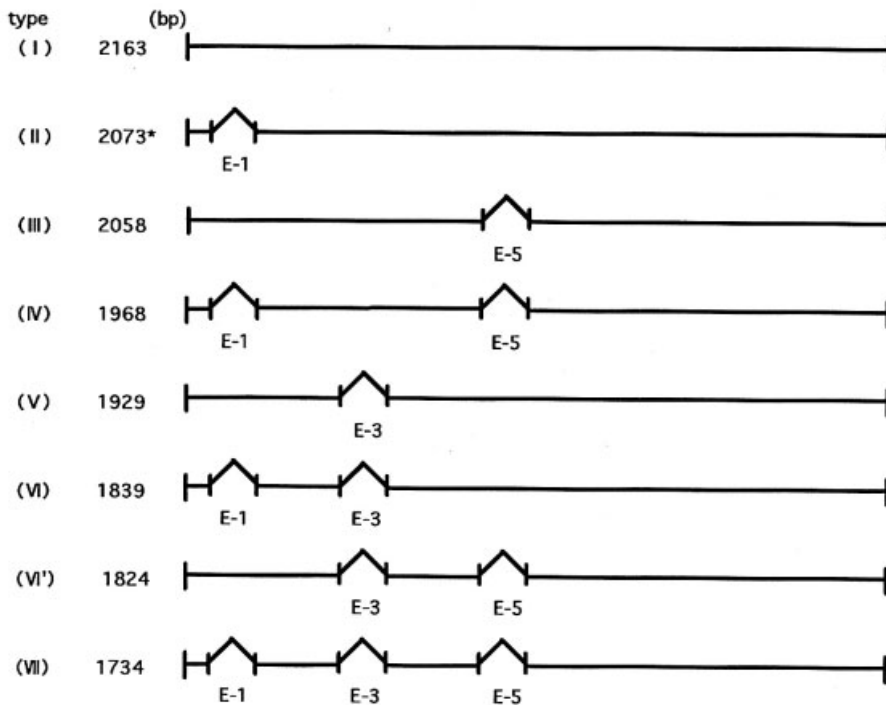 type (bp)
(Ⅰ) 2163
(Ⅱ) 2073*
E-1
(Ⅲ) 2058
E-5
(Ⅳ) 1968
E-1 E-5
(Ⅴ) 1929
E-3
(Ⅵ) 1839
E-1 E-3
(Ⅵ') 1824
E-3 E-5
(Ⅶ) 1734
E-1 E-3 E-5